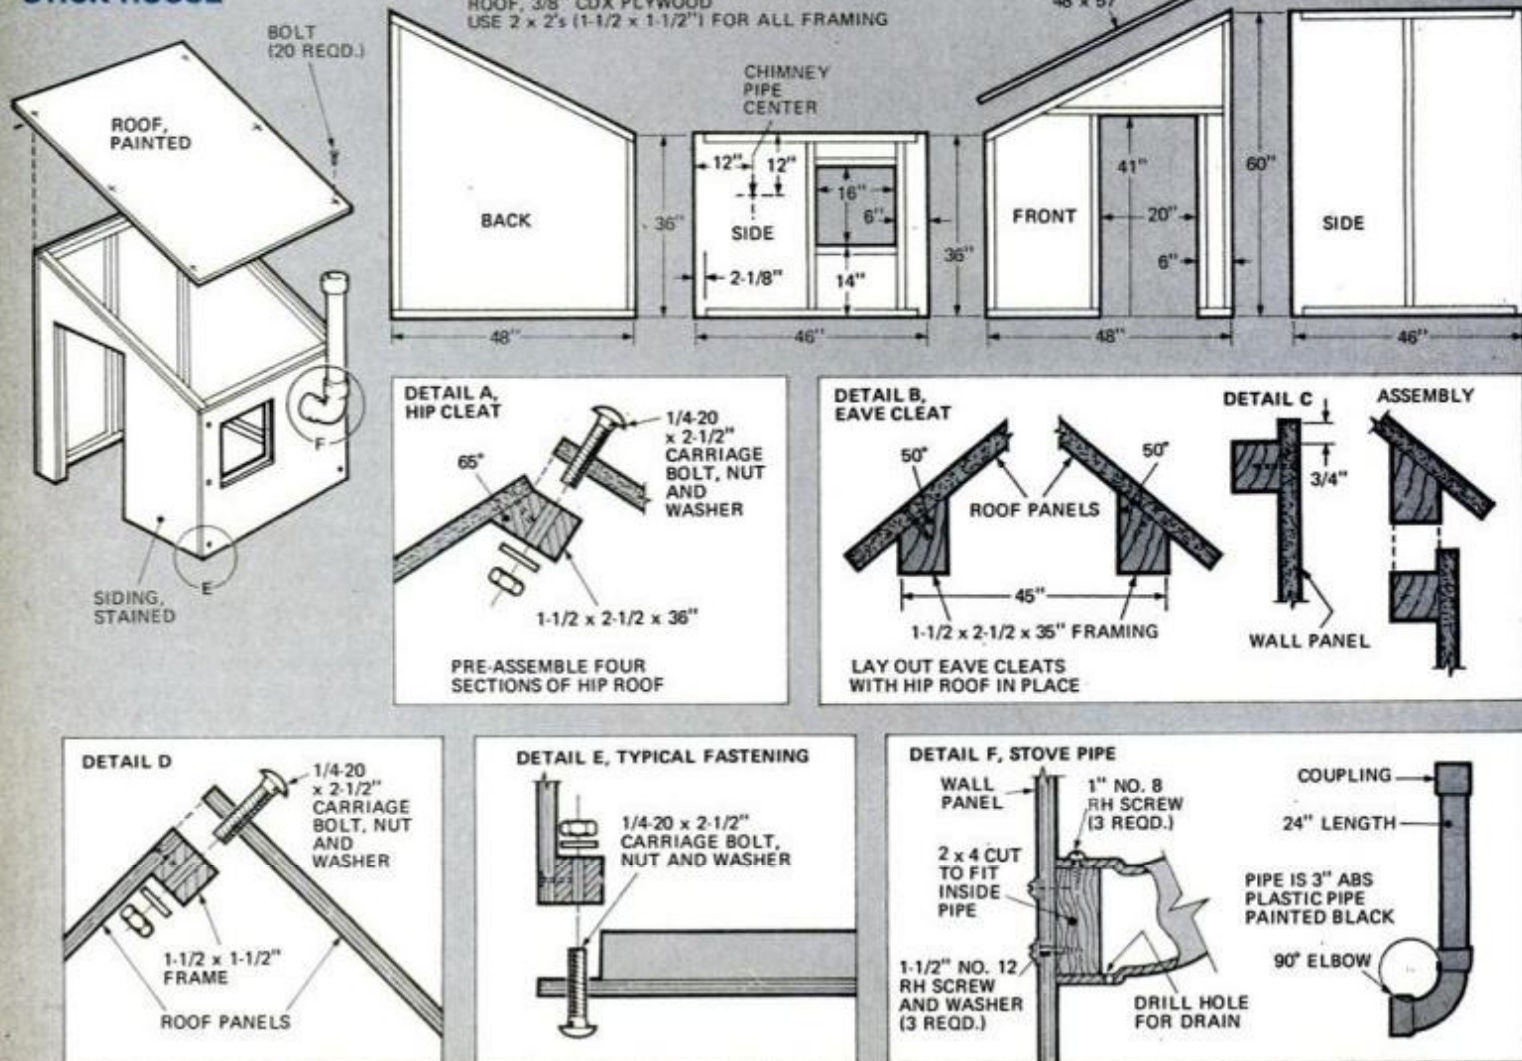 STICK HOUSE
ROOF, 3/8" CDX PLYWOOD
USE 2 x 2's (1-1/2 x 1-1/2") FOR ALL FRAMING
48 x 57"
BOLT
(20 REQD.)
ROOF,
PAINTED
F
E
SIDING,
STAINED
BACK
36"
48"
CHIMNEY
PIPE
CENTER
12"
12"
16"
6"
SIDE
2-1/8"
14"
36"
46"
FRONT
41"
20"
6"
48"
60"
SIDE
46"
DETAIL A,
HIP CLEAT
65°
1/4-20
x 2-1/2"
CARRIAGE
BOLT, NUT
AND
WASHER
1-1/2 x 2-1/2 x 36"
PRE-ASSEMBLE FOUR
SECTIONS OF HIP ROOF
DETAIL B,
EAVE CLEAT
50°
50°
ROOF PANELS
45"
1-1/2 x 2-1/2 x 35" FRAMING
LAY OUT EAVE CLEATS
WITH HIP ROOF IN PLACE
DETAIL C
3/4"
WALL PANEL
ASSEMBLY
DETAIL D
1/4-20
x 2-1/2"
CARRIAGE
BOLT, NUT
AND
WASHER
1-1/2 x 1-1/2"
FRAME
ROOF PANELS
DETAIL E, TYPICAL FASTENING
1/4-20 x 2-1/2"
CARRIAGE BOLT,
NUT AND WASHER
DETAIL F, STOVE PIPE
WALL
PANEL
1" NO. 8
RH SCREW
(3 REQD.)
2 x 4 CUT
TO FIT
INSIDE
PIPE
1-1/2" NO. 12
RH SCREW
AND WASHER
(3 REQD.)
DRILL HOLE
FOR DRAIN
COUPLING
24" LENGTH
PIPE IS 3" ABS
PLASTIC PIPE
PAINTED BLACK
90° ELBOW